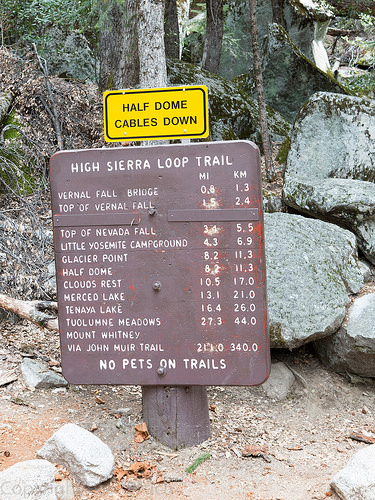 HALF DOME
CABLES DOWN
HIGH SIERRA LOOP TRAIL
MI KM
VERNAL FALL BRIDGE 0.8 1.3
TOP OF VERNAL FALL 1.5 2.4
TOP OF NEVADA FALL 3.4 5.5
LITTLE YOSEMITE CAMPGROUND 4.3 6.9
GLACIER POINT 8.2 11.3
HALF DOME 8.2 11.3
CLOUDS REST 10.5 17.0
MERCED LAKE 13.1 21.0
TENAYA LAKE 16.4 26.0
TUOLUMNE MEADOWS 27.3 44.0
MOUNT WHITNEY
VIA JOHN MUIR TRAIL 211.0 340.0
NO PETS ON TRAILS